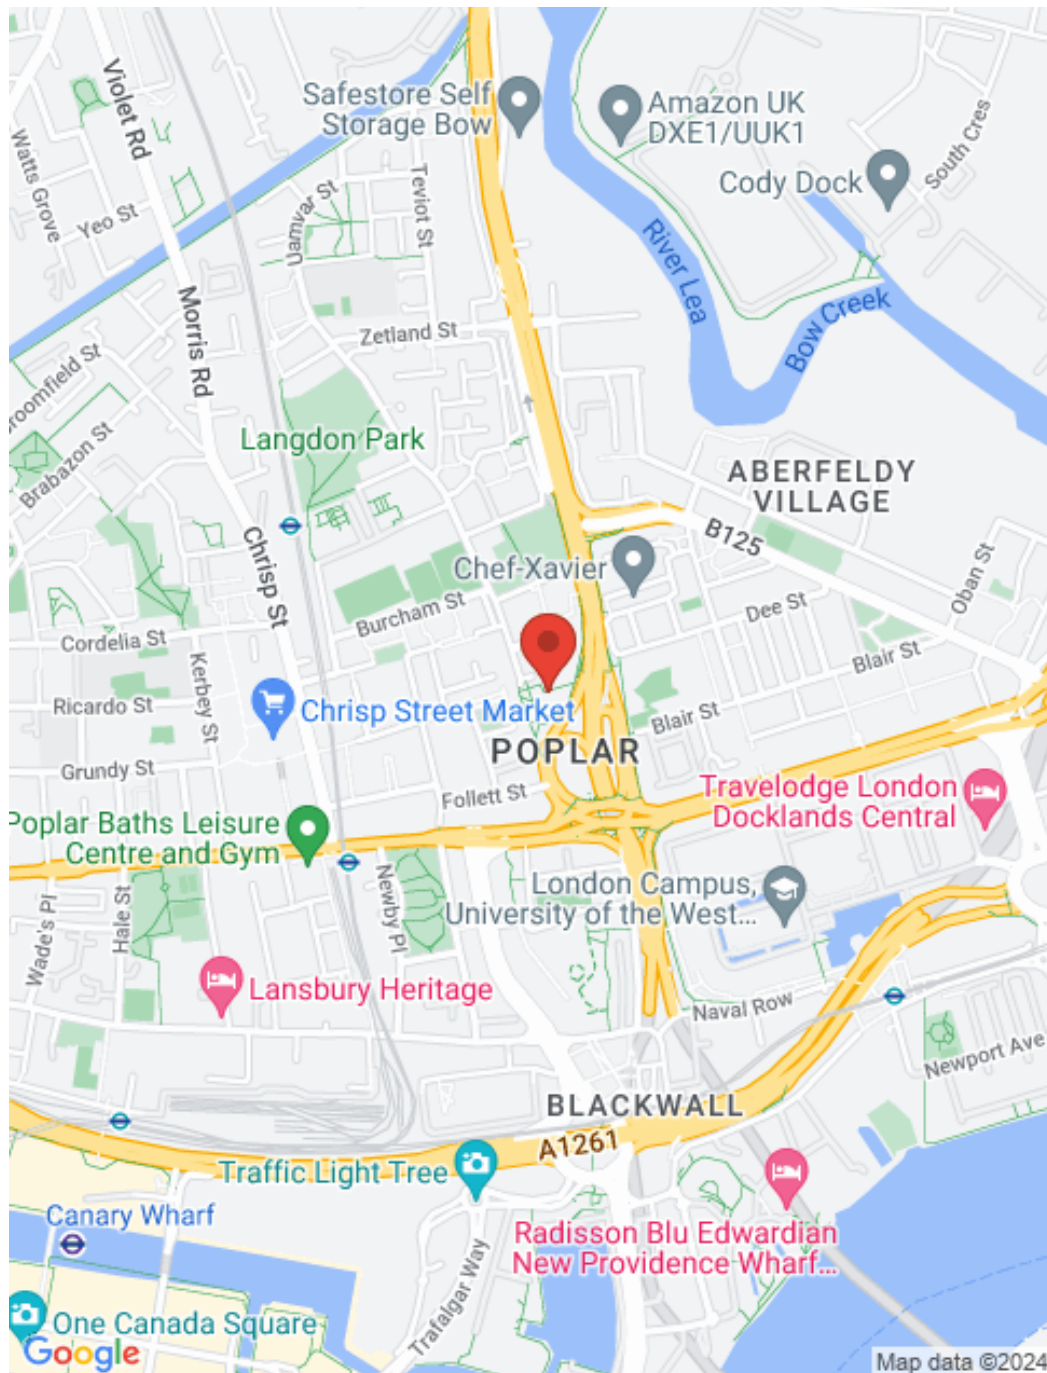 Safestore Self
Storage Bow
Amazon UK
DXE1/UUK1
Cody Dock
South Cres
Violet Rd
Watts Grove
Yeo St
Uamvar St
Teviot St
River Lea
Bow Creek
Morris Rd
Zetland St
Broomfield St
Brabazon St
Langdon Park
ABERFELDY
VILLAGE
B125
Chrisp St
Chef-Xavier
Oban St
Burcham St
Dee St
Cordelia St
Kerbey St
Blair St
Ricardo St
Chrisp Street Market
Blair St
POPLAR
Grundy St
Follett St
Travelodge London
Docklands Central
Poplar Baths Leisure
Centre and Gym
Newby Pl
London Campus,
University of the West...
Wade's Pl
Hale St
Lansbury Heritage
Naval Row
Newport Ave
BLACKWALL
A1261
Traffic Light Tree
Canary Wharf
Radisson Blu Edwardian
New Providence Wharf...
Trafalgar Way
One Canada Square
Google
Map data ©2024